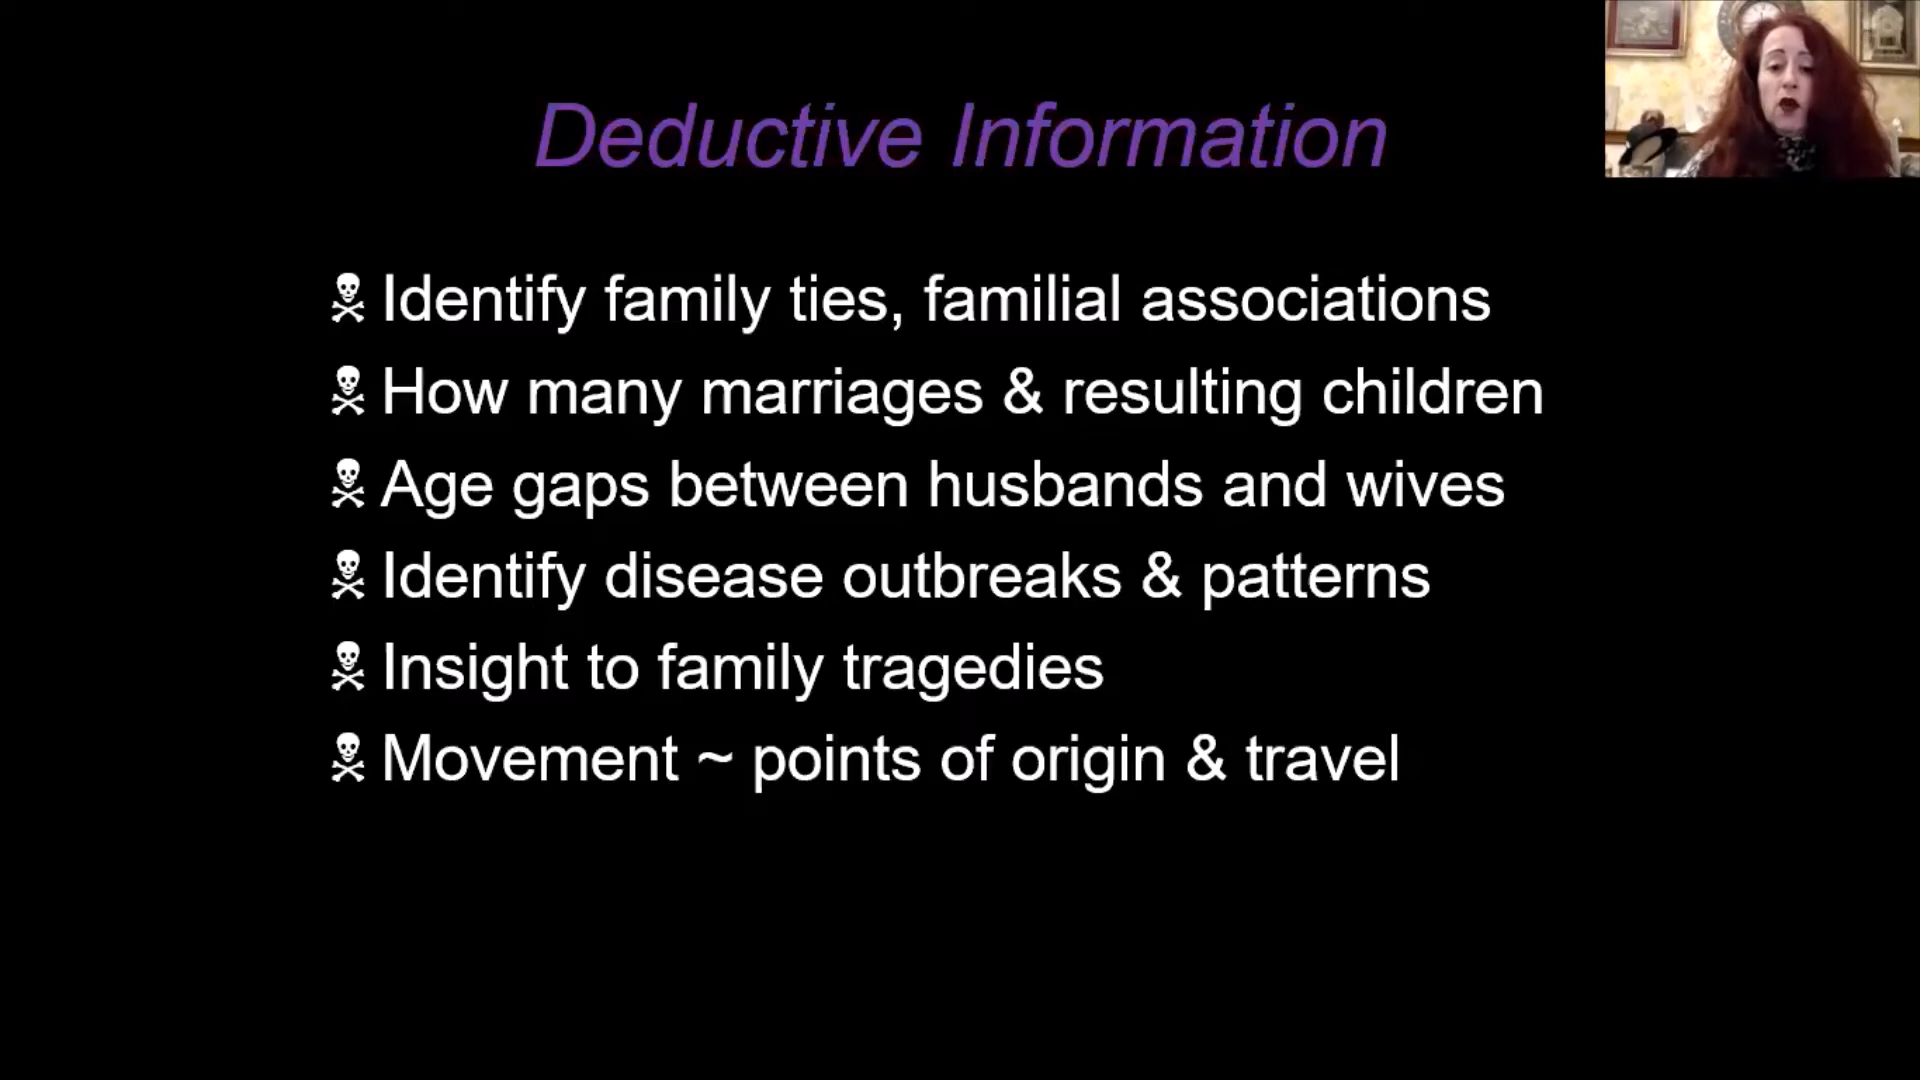 Deductive Information
☠ Identify family ties, familial associations
☠ How many marriages & resulting children
☠ Age gaps between husbands and wives
☠ Identify disease outbreaks & patterns
☠ Insight to family tragedies
☠ Movement ~ points of origin & travel